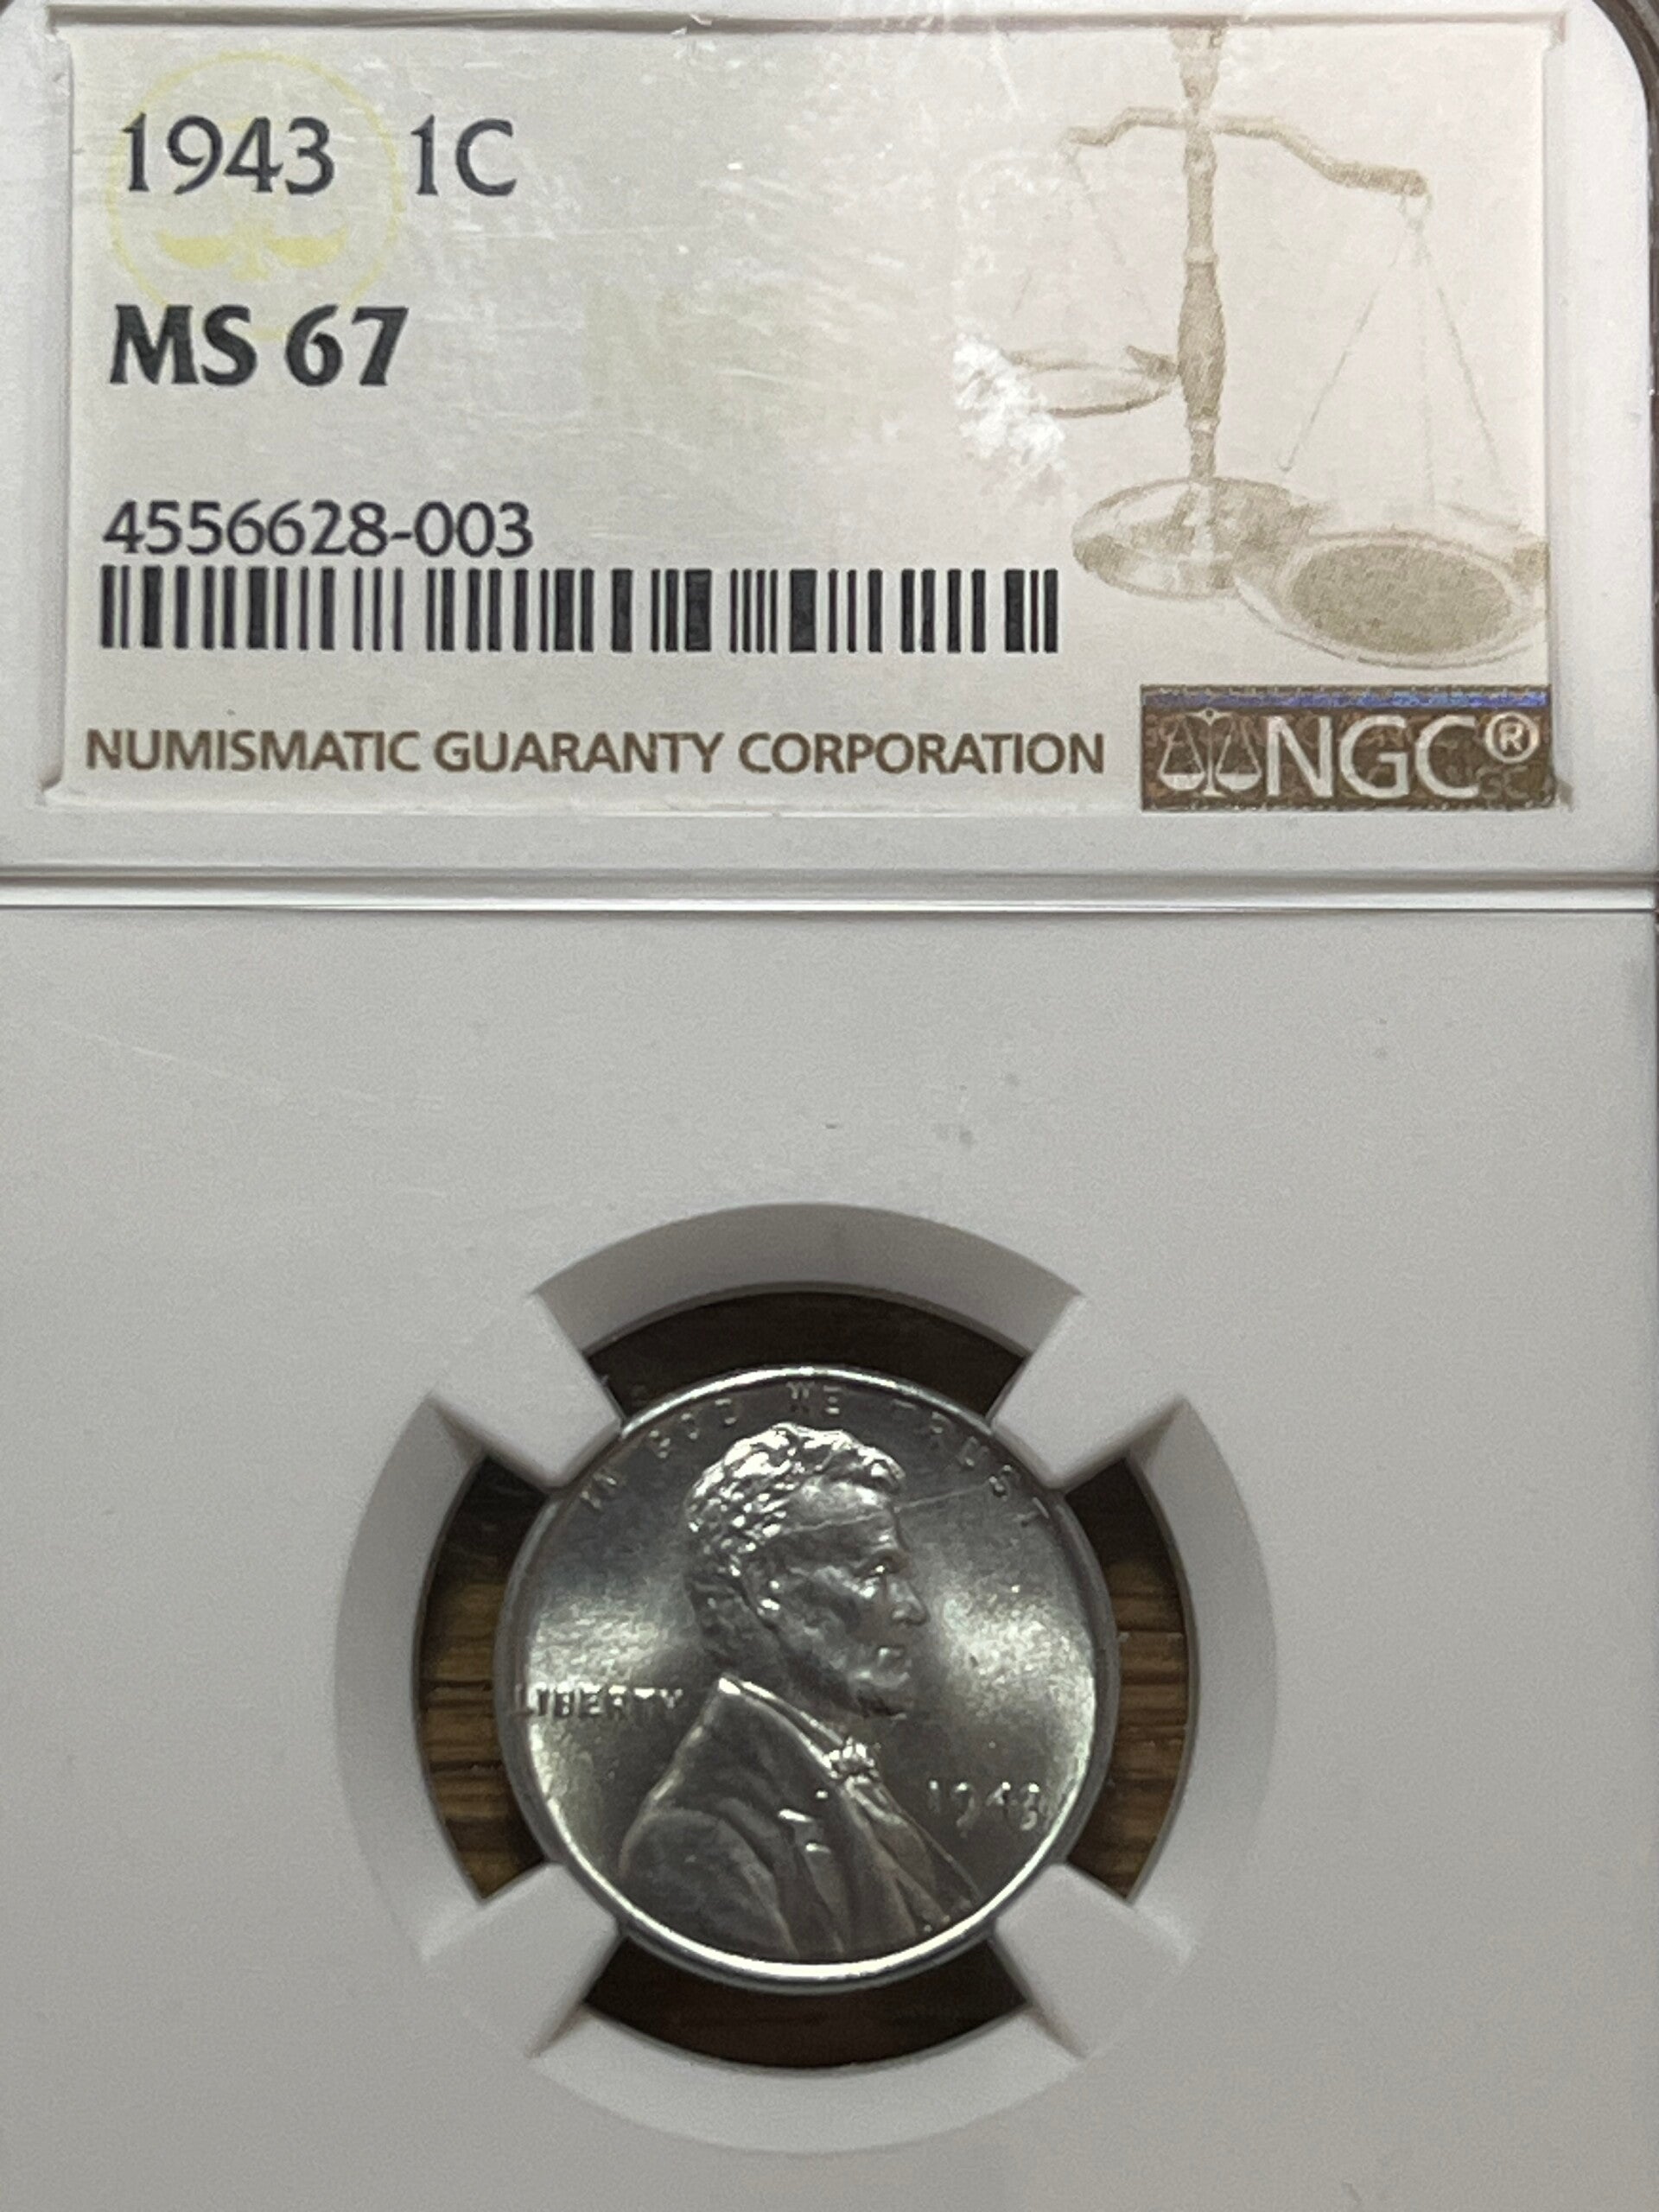 1943 1C
MS 67
4556628-003
NUMISMATIC GUARANTY CORPORATION
NGC®
IN GOD WE TRUST
LIBERTY
1943